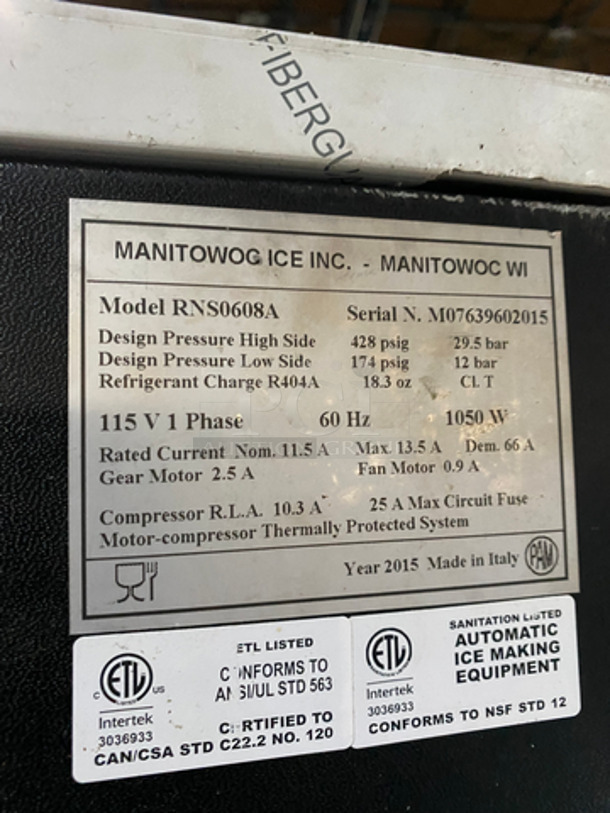 FIBERGL
MANITOWOC ICE INC. - MANITOWOC WI
Model RNS0608A Serial N. M07639602015
Design Pressure High Side 428 psig 29.5 bar
Design Pressure Low Side 174 psig 12 bar
Refrigerant Charge R404A 18.3 oz Cl. T
115 V 1 Phase 60 Hz 1050 W
Rated Current Nom. 11.5 A Max. 13.5 A Dem. 66 A
Gear Motor 2.5 A Fan Motor 0.9 A
Compressor R.L.A. 10.3 A 25 A Max Circuit Fuse
Motor-compressor Thermally Protected System
Year 2015 Made in Italy PAM
ETL LISTED
CONFORMS TO
ANSI/UL STD 563
C ETL US
Intertek
3036933
CERTIFIED TO
CAN/CSA STD C22.2 NO. 120
SANITATION LISTED
AUTOMATIC
ICE MAKING
EQUIPMENT
ETL
Intertek
3036933
CONFORMS TO NSF STD 12